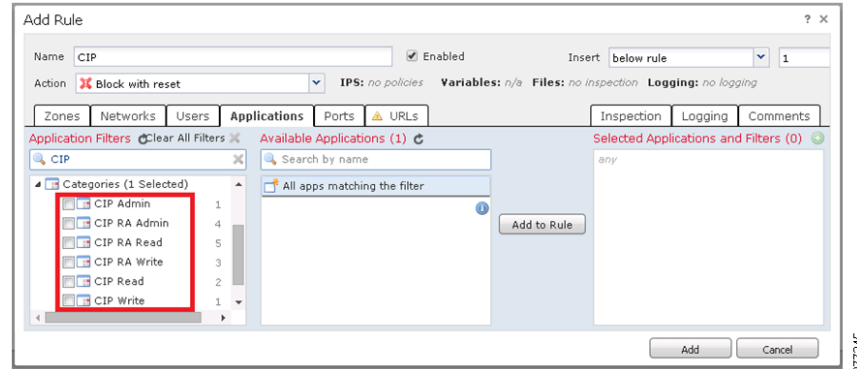 Add Rule
? ×
Name CIP Enabled Insert below rule 1
Action Block with reset IPS: no policies Variables: n/a Files: no inspection Logging: no logging
Zones Networks Users Applications Ports URLs Inspection Logging Comments
Application Filters Clear All Filters Available Applications (1) Selected Applications and Filters (0)
CIP Search by name any
Categories (1 Selected) All apps matching the filter
CIP Admin 1
CIP RA Admin 4
CIP RA Read 5 Add to Rule
CIP RA Write 3
CIP Read 2
CIP Write 1
Add Cancel